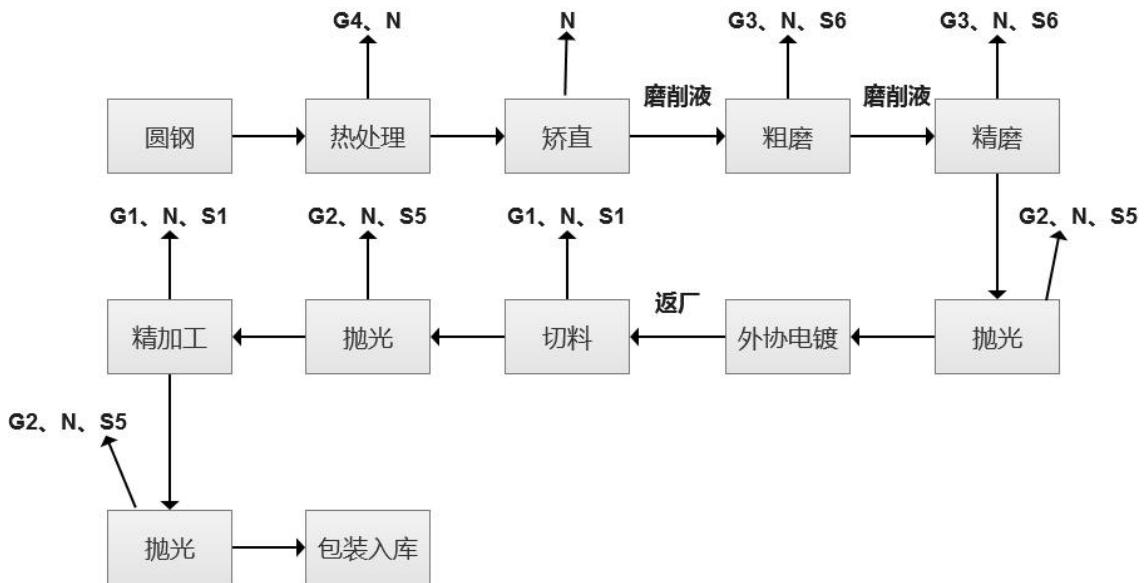 G4、N
N
G3、N、S6
G3、N、S6
磨削液
磨削液
圆钢
热处理
矫直
粗磨
精磨
G1、N、S1
G2、N、S5
G1、N、S1
G2、N、S5
返厂
精加工
抛光
切料
外协电镀
抛光
G2、N、S5
抛光
包装入库